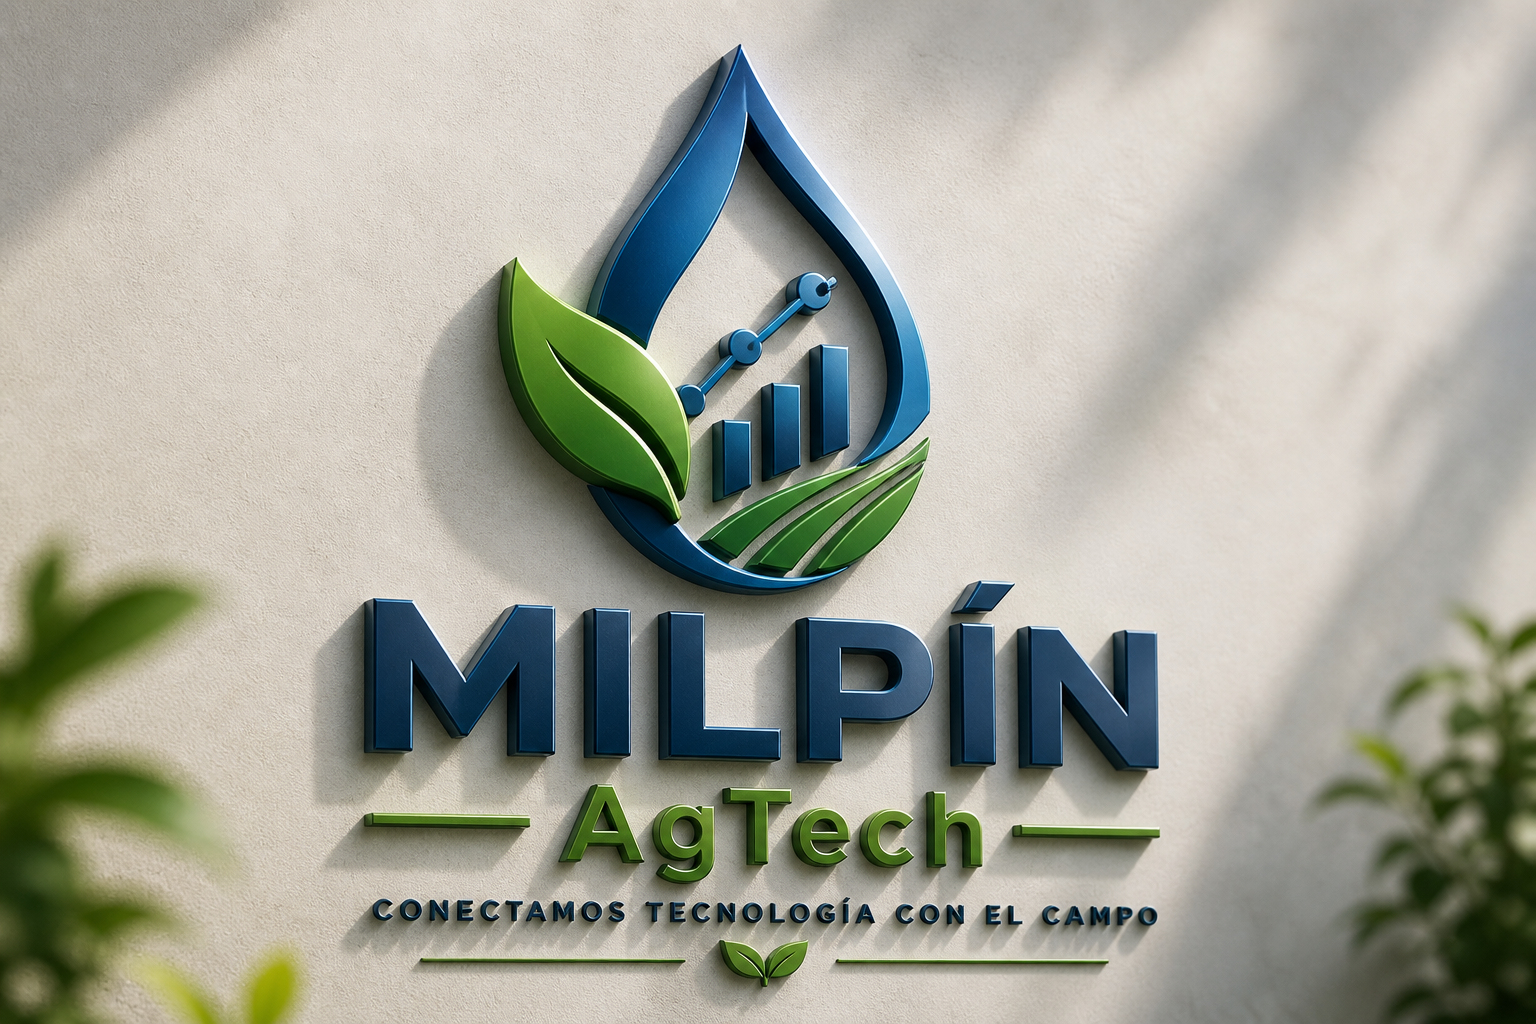 MILPÍN
AgTech
CONECTAMOS TECNOLOGÍA CON EL CAMPO